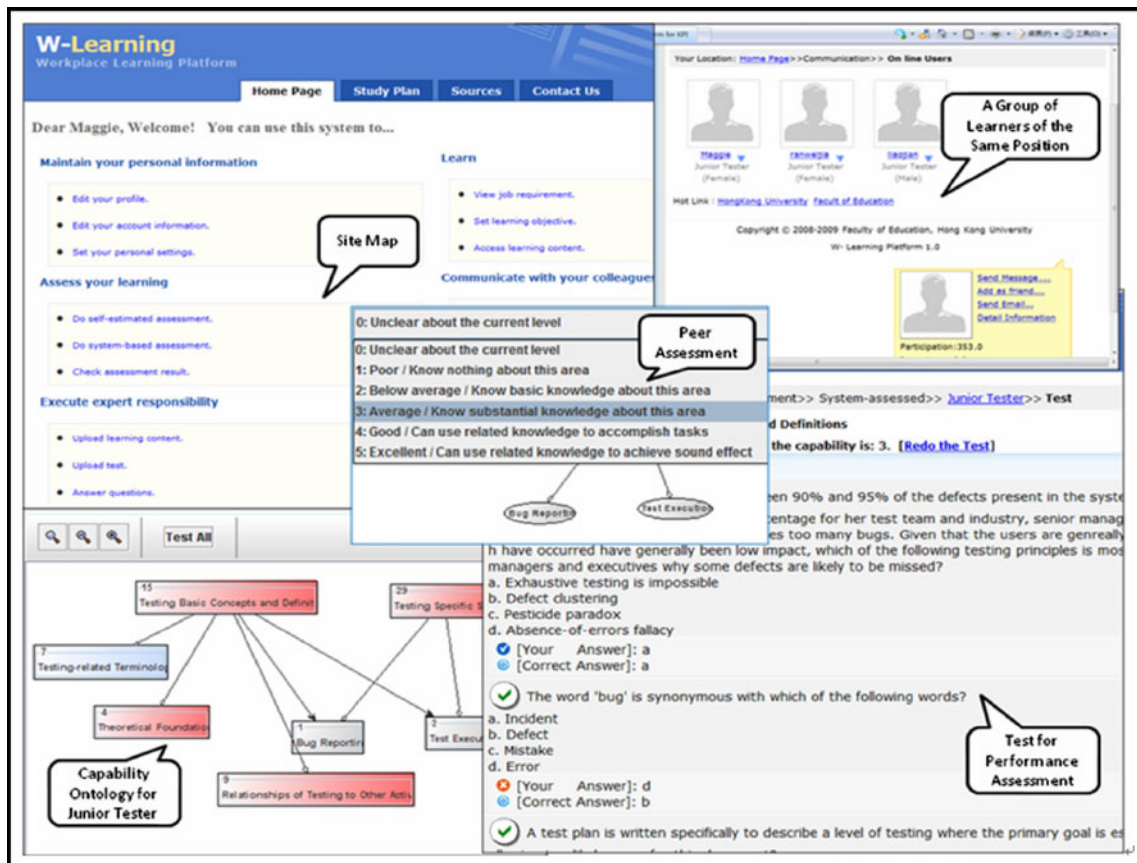 W-Learning
Workplace Learning Platform
Home Page Study Plan Sources Contact Us
Dear Maggie, Welcome! You can use this system to...
Maintain your personal information
Edit your profile.
Edit your account information.
Set your personal settings.
Assess your learning
Do self-estimated assessment.
Do system-based assessment.
Check assessment result.
Execute expert responsibility
Upload learning content.
Upload test.
Answer questions.
Learn
View job requirement.
Set learning objective.
Access learning content.
Communicate with your colleagues
Site Map
Your Location: Home Page>>Communication>> On line Users
Maggie
Junior Tester
(Female)
ranweijia
Junior Tester
(Female)
liaojian
Junior Tester
(Male)
Hot Link : HongKong University Facult of Education
Copyright © 2008-2009 Faculty of Education, Hong Kong University
W- Learning Platform 1.0
Send Message....
Add as friend....
Send Email...
Detail Information
Participation:353.0
A Group of
Learners of the
Same Position
0: Unclear about the current level
0: Unclear about the current level
1: Poor / Know nothing about this area
2: Below average / Know basic knowledge about this area
3: Average / Know substantial knowledge about this area
4: Good / Can use related knowledge to accomplish tasks
5: Excellent / Can use related knowledge to achieve sound effect
Bug Reportin
Test Execution
Peer
Assessment
Test All
15
Testing Basic Concepts and Definit
29
Testing Specific S
7
Testing-related Terminolog
4
Theoretical Foundation
1
Bug Reportin
2
Test Execu
9
Relationships of Testing to Other Activ
Capability
Ontology for
Junior Tester
ment>> System-assessed>> Junior Tester>> Test
d Definitions
the capability is: 3. [Redo the Test]
en 90% and 95% of the defects present in the syste
entage for her test team and industry, senior manag
es too many bugs. Given that the users are genreally
h have occurred have generally been low impact, which of the following testing principles is mos
managers and executives why some defects are likely to be missed?
a. Exhaustive testing is impossible
b. Defect clustering
c. Pesticide paradox
d. Absence-of-errors fallacy
[Your Answer]: a
[Correct Answer]: a
The word 'bug' is synonymous with which of the following words?
a. Incident
b. Defect
c. Mistake
d. Error
[Your Answer]: d
[Correct Answer]: b
A test plan is written specifically to describe a level of testing where the primary goal is es
Test for
Performance
Assessment